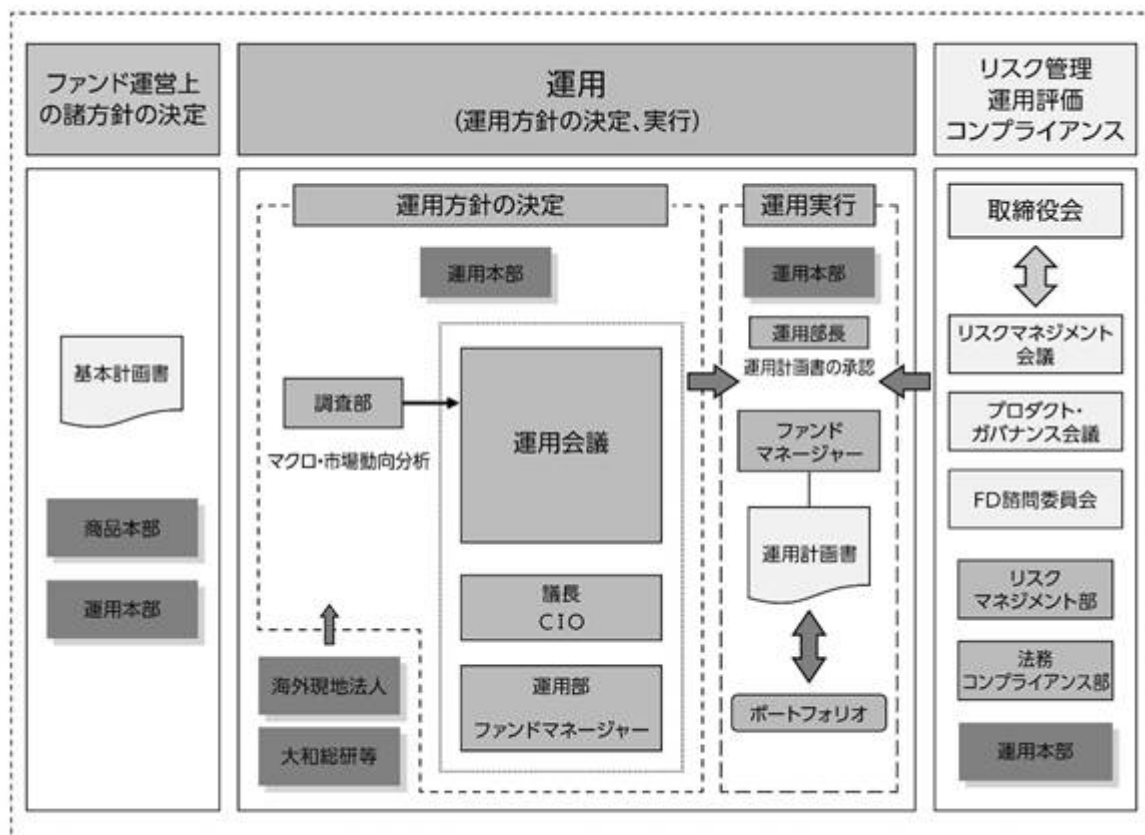 ファンド運営上
の諸方針の決定
運用
(運用方針の決定、実行)
リスク管理
運用評価
コンプライアンス
基本計画書
商品本部
運用本部
運用方針の決定
運用本部
調査部
マクロ・市場動向分析
運用会議
議長
CIO
運用部
ファンドマネージャー
海外現地法人
大和総研等
運用実行
運用本部
運用部長
運用計画書の承認
ファンド
マネージャー
運用計画書
ポートフォリオ
取締役会
リスクマネジメント
会議
プロダクト・
ガバナンス会議
FD諮問委員会
リスク
マネジメント部
法務
コンプライアンス部
運用本部